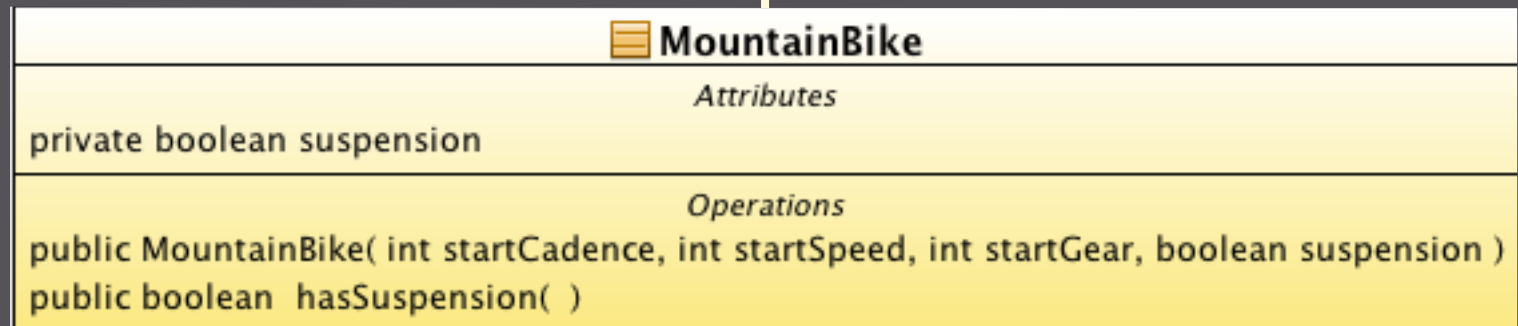 MountainBike
Attributes
private boolean suspension
Operations
public MountainBike( int startCadence, int startSpeed, int startGear, boolean suspension )
public boolean  hasSuspension(  )